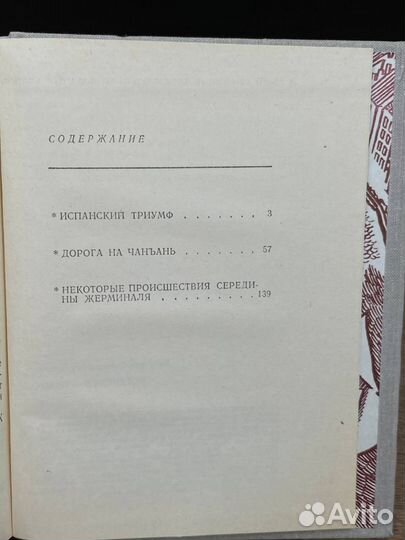 СОДЕРЖАНИЕ
* ИСПАНСКИЙ ТРИУМФ . . . . . . . 3
* ДОРОГА НА ЧАНЪАНЬ . . . . . . . 57
* НЕКОТОРЫЕ ПРОИСШЕСТВИЯ СЕРЕДИ-
НЫ ЖЕРМИНАЛЯ . . . . . . . . . 139
Avito